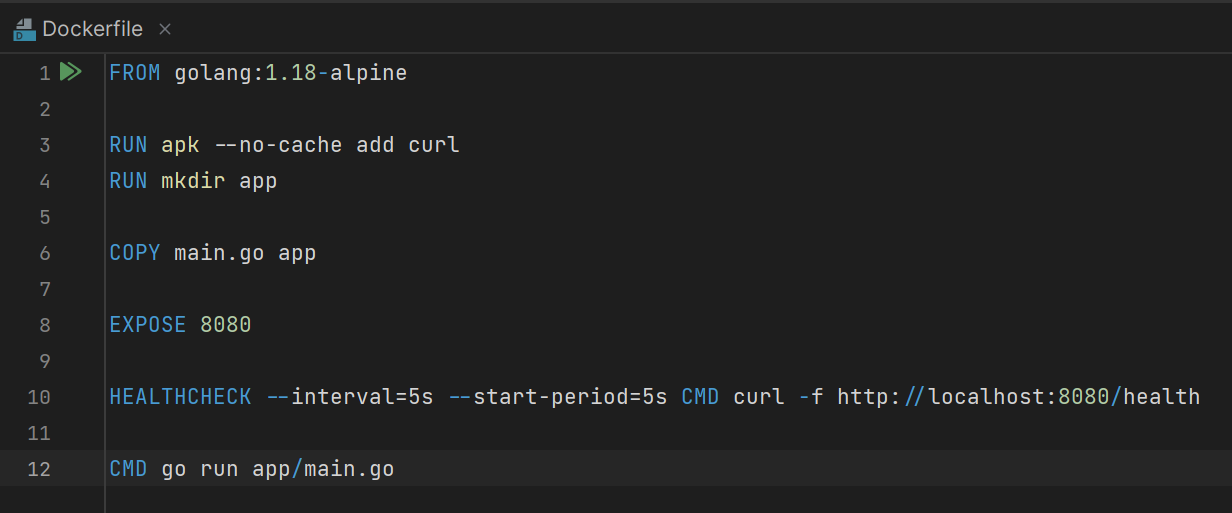 Dockerfile ×
1 FROM golang:1.18-alpine
2
3 RUN apk --no-cache add curl
4 RUN mkdir app
5
6 COPY main.go app
7
8 EXPOSE 8080
9
10 HEALTHCHECK --interval=5s --start-period=5s CMD curl -f http://localhost:8080/health
11
12 CMD go run app/main.go